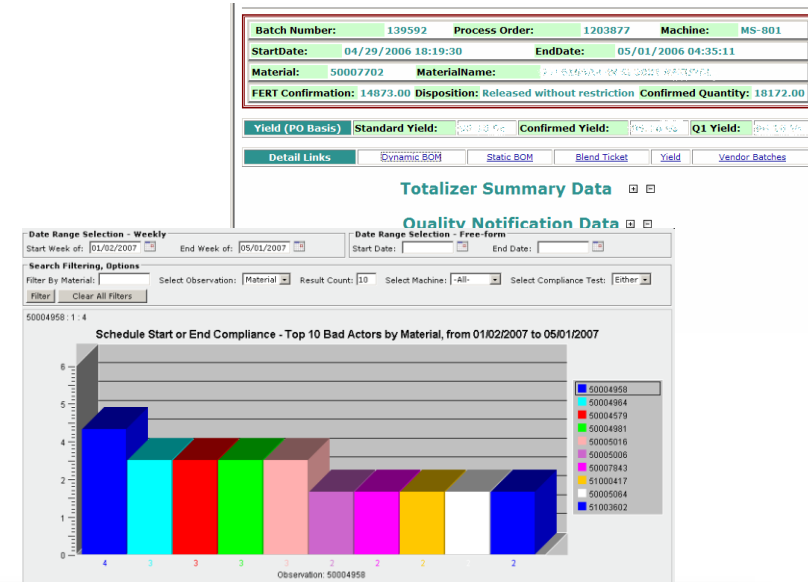 Batch Number: 139592 Process Order: 1203877 Machine: MS-801
StartDate: 04/29/2006 18:19:30 EndDate: 05/01/2006 04:35:11
Material: 50007702 MaterialName:
FERT Confirmation: 14873.00 Disposition: Released without restriction Confirmed Quantity: 18172.00
Yield (PO Basis) Standard Yield: Confirmed Yield: Q1 Yield:
Detail Links Dynamic BOM Static BOM Blend Ticket Yield Vendor Batches
Totalizer Summary Data
Quality Notification Data
Date Range Selection - Weekly
Start Week of: 01/02/2007 End Week of: 05/01/2007
Date Range Selection - Free-form
Start Date: End Date:
Search Filtering, Options
Filter By Material: Select Observation: Material Result Count: 10 Select Machine: -All- Select Compliance Test: Either
Filter Clear All Filters
50004958 : 1 : 4
Schedule Start or End Compliance - Top 10 Bad Actors by Material, from 01/02/2007 to 05/01/2007
6
5
4
2
1
0
50004958
50004964
50004579
50004981
50005016
50005006
50007843
51000417
50005064
51003602
4 3 3 3 3 2 2 2 2
Observation: 50004958